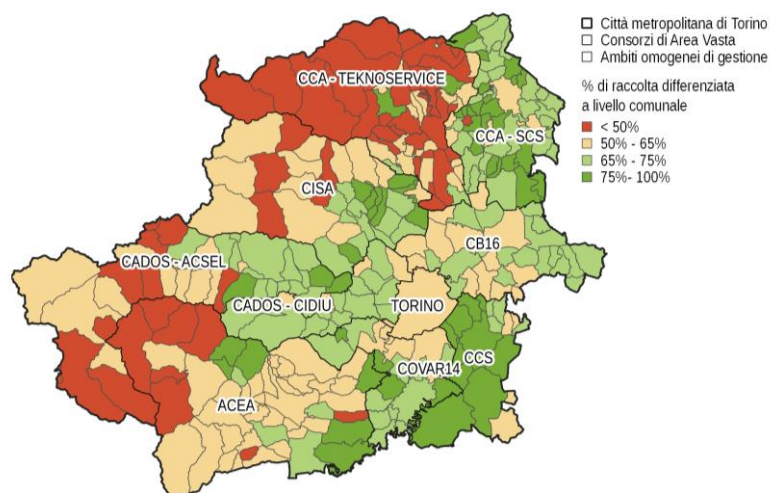 Città metropolitana di Torino
Consorzi di Area Vasta
Ambiti omogenei di gestione
% di raccolta differenziata
a livello comunale
< 50%
50% - 65%
65% - 75%
75%- 100%
CCA - TEKNOSERVICE
CCA - SCS
CISA
CB16
CADOS - ACSEL
CADOS - CIDIU
TORINO
COVAR14
CCS
ACEA